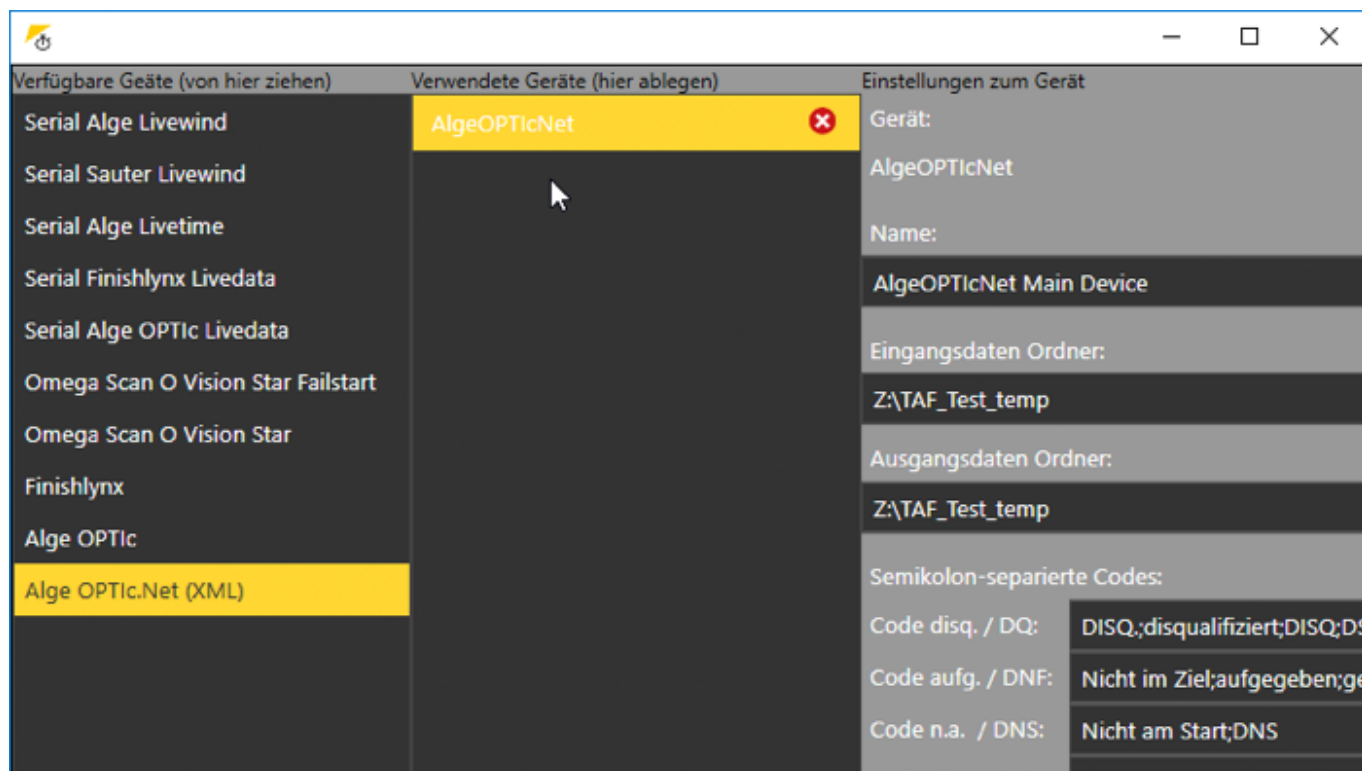 Verfügbare Geäte (von hier ziehen)
Serial Alge Livewind
Serial Sauter Livewind
Serial Alge Livetime
Serial Finishlynx Livedata
Serial Alge OPTIc Livedata
Omega Scan O Vision Star Failstart
Omega Scan O Vision Star
Finishlynx
Alge OPTIc
Alge OPTIc.Net (XML)
Verwendete Geräte (hier ablegen)
AlgeOPTIcNet
Einstellungen zum Gerät
Gerät:
AlgeOPTIcNet
Name:
AlgeOPTIcNet Main Device
Eingangsdaten Ordner:
Z:\TAF_Test_temp
Ausgangsdaten Ordner:
Z:\TAF_Test_temp
Semikolon-separierte Codes:
Code disq. / DQ: DISQ.;disqualifiziert;DISQ;
Code aufg. / DNF: Nicht im Ziel;aufgegeben;
Code n.a. / DNS: Nicht am Start;DNS